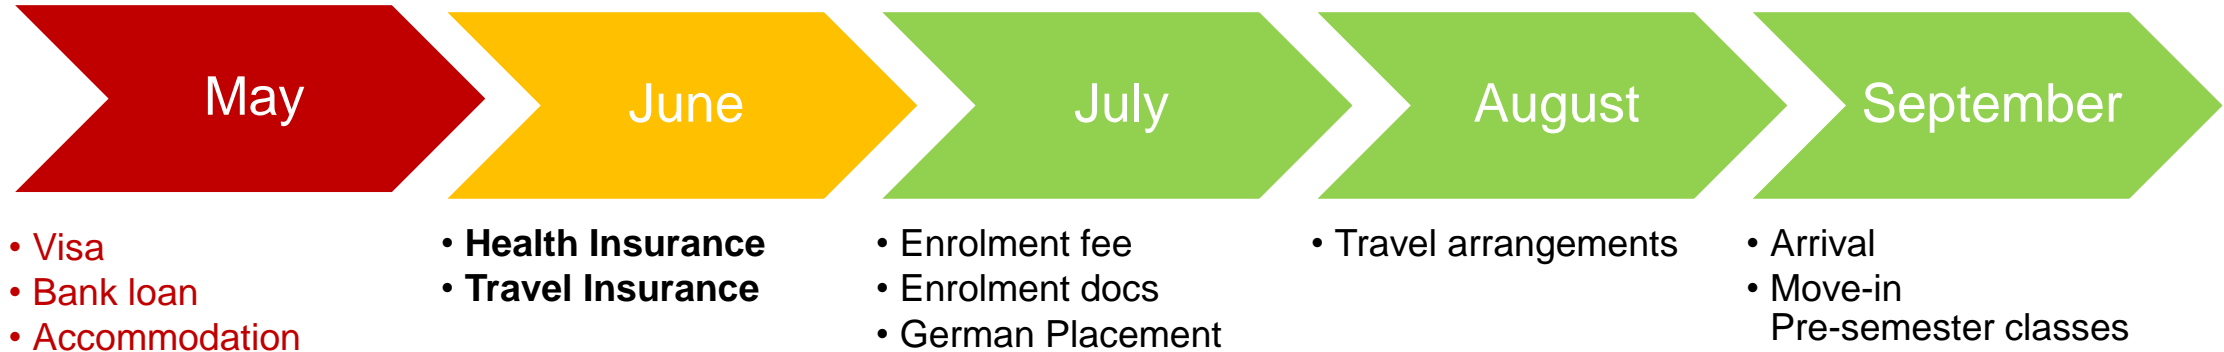 May
• Visa
• Bank loan
• Accommodation
June
• Health Insurance
• Travel Insurance
July
• Enrolment fee
• Enrolment docs
• German Placement
August
• Travel arrangements
September
• Arrival
• Move-in
Pre-semester classes